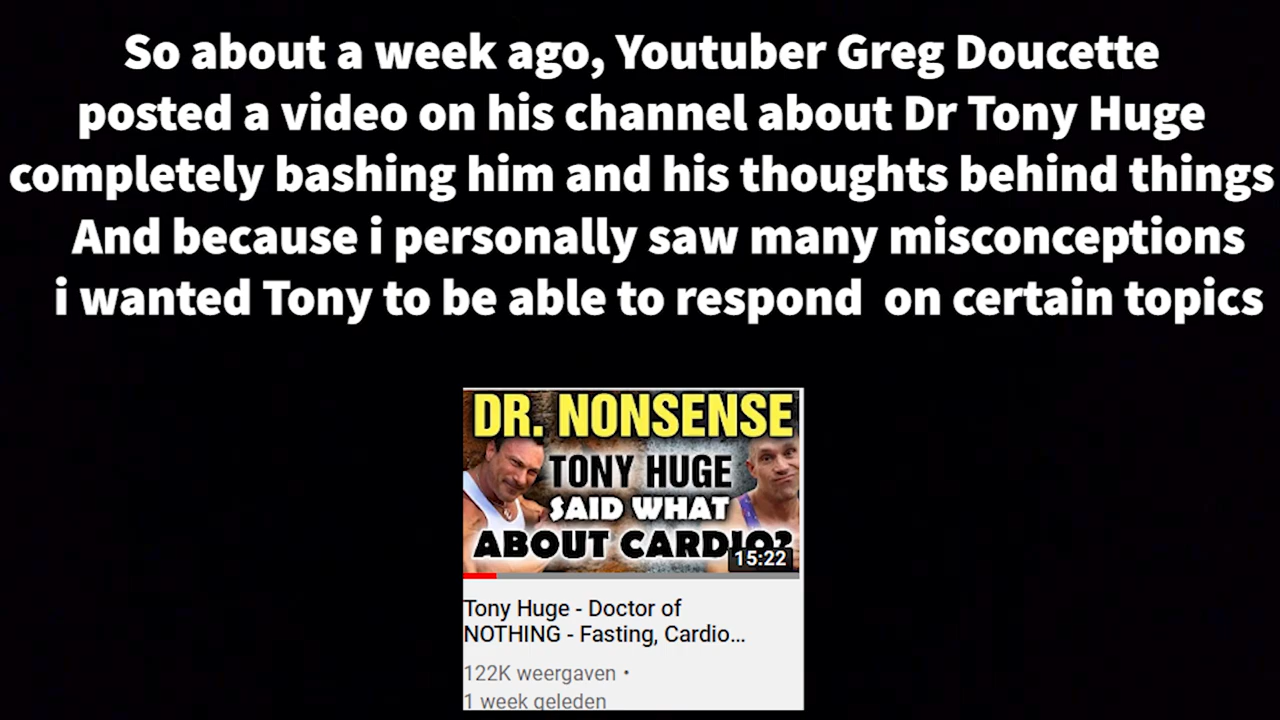 So about a week ago, Youtuber Greg Doucette
posted a video on his channel about Dr Tony Huge
completely bashing him and his thoughts behind things
And because i personally saw many misconceptions
i wanted Tony to be able to respond on certain topics
DR. NONSENSE
TONY HUGE
SAID WHAT
ABOUT CARDIO?
15:22
Tony Huge - Doctor of
NOTHING - Fasting, Cardio...
122K weergaven •
1 week geleden